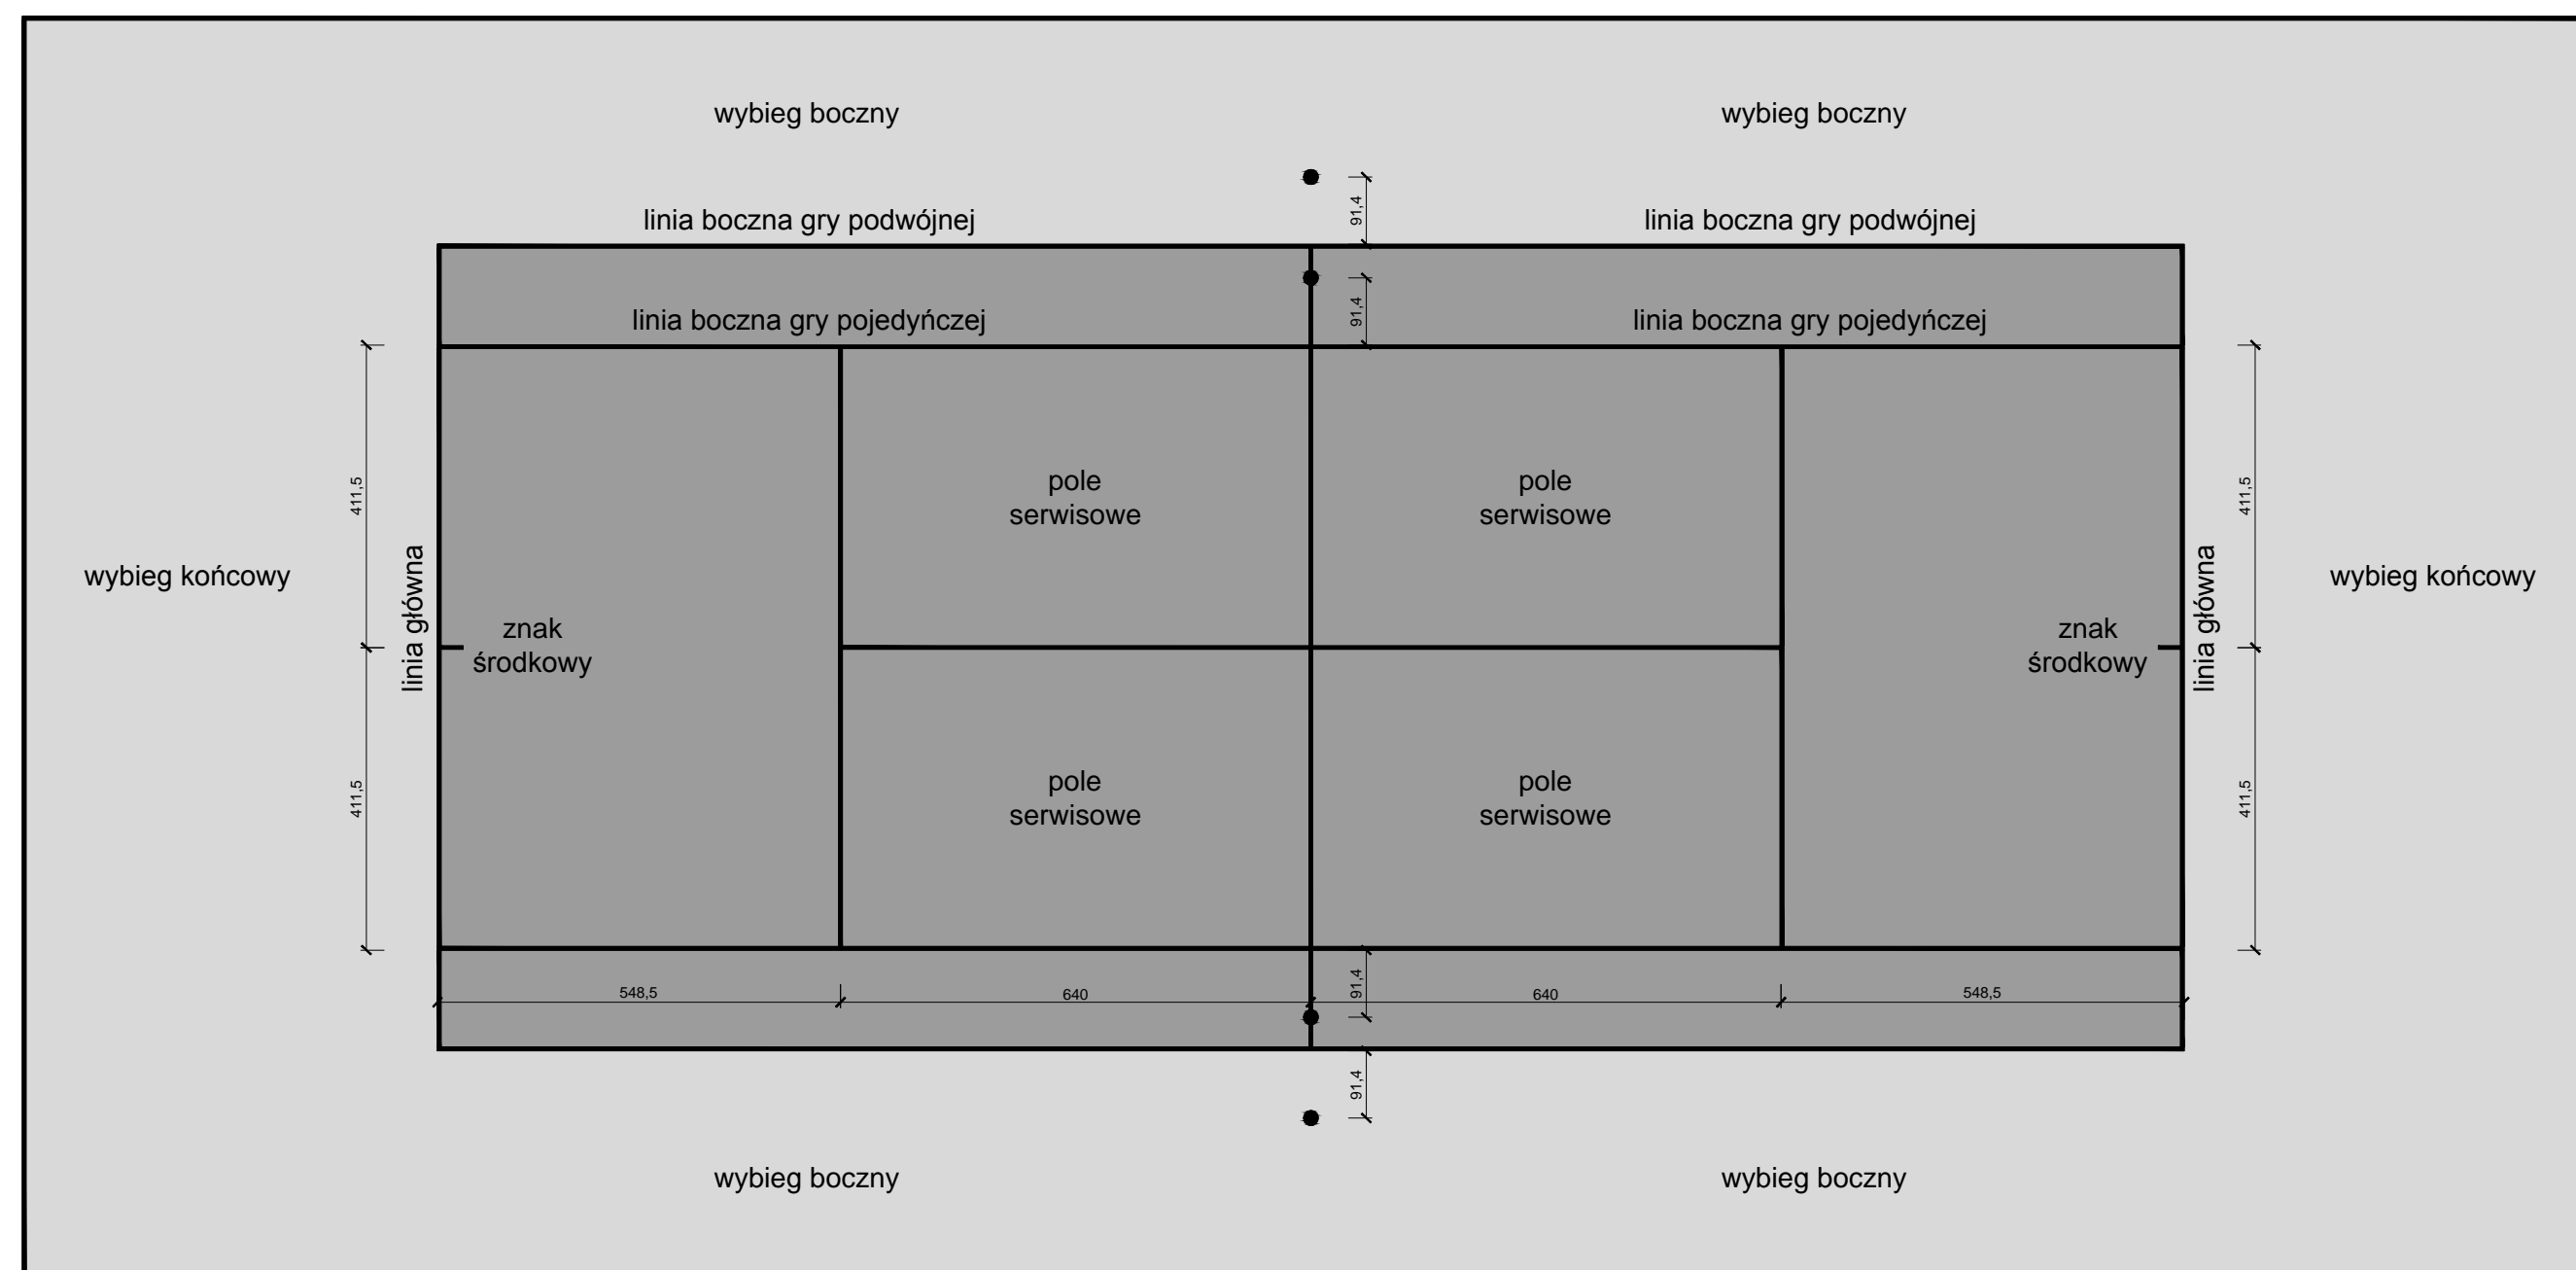 wybieg boczny
wybieg boczny
91,4
linia boczna gry podwójnej
linia boczna gry podwójnej
91,4
linia boczna gry pojedyńczej
linia boczna gry pojedyńczej
411,5
pole
serwisowe
pole
serwisowe
411,5
wybieg końcowy
linia główna
znak
środkowy
znak
środkowy
linia główna
wybieg końcowy
411,5
pole
serwisowe
pole
serwisowe
411,5
548,5
640
91,4
640
548,5
91,4
wybieg boczny
wybieg boczny